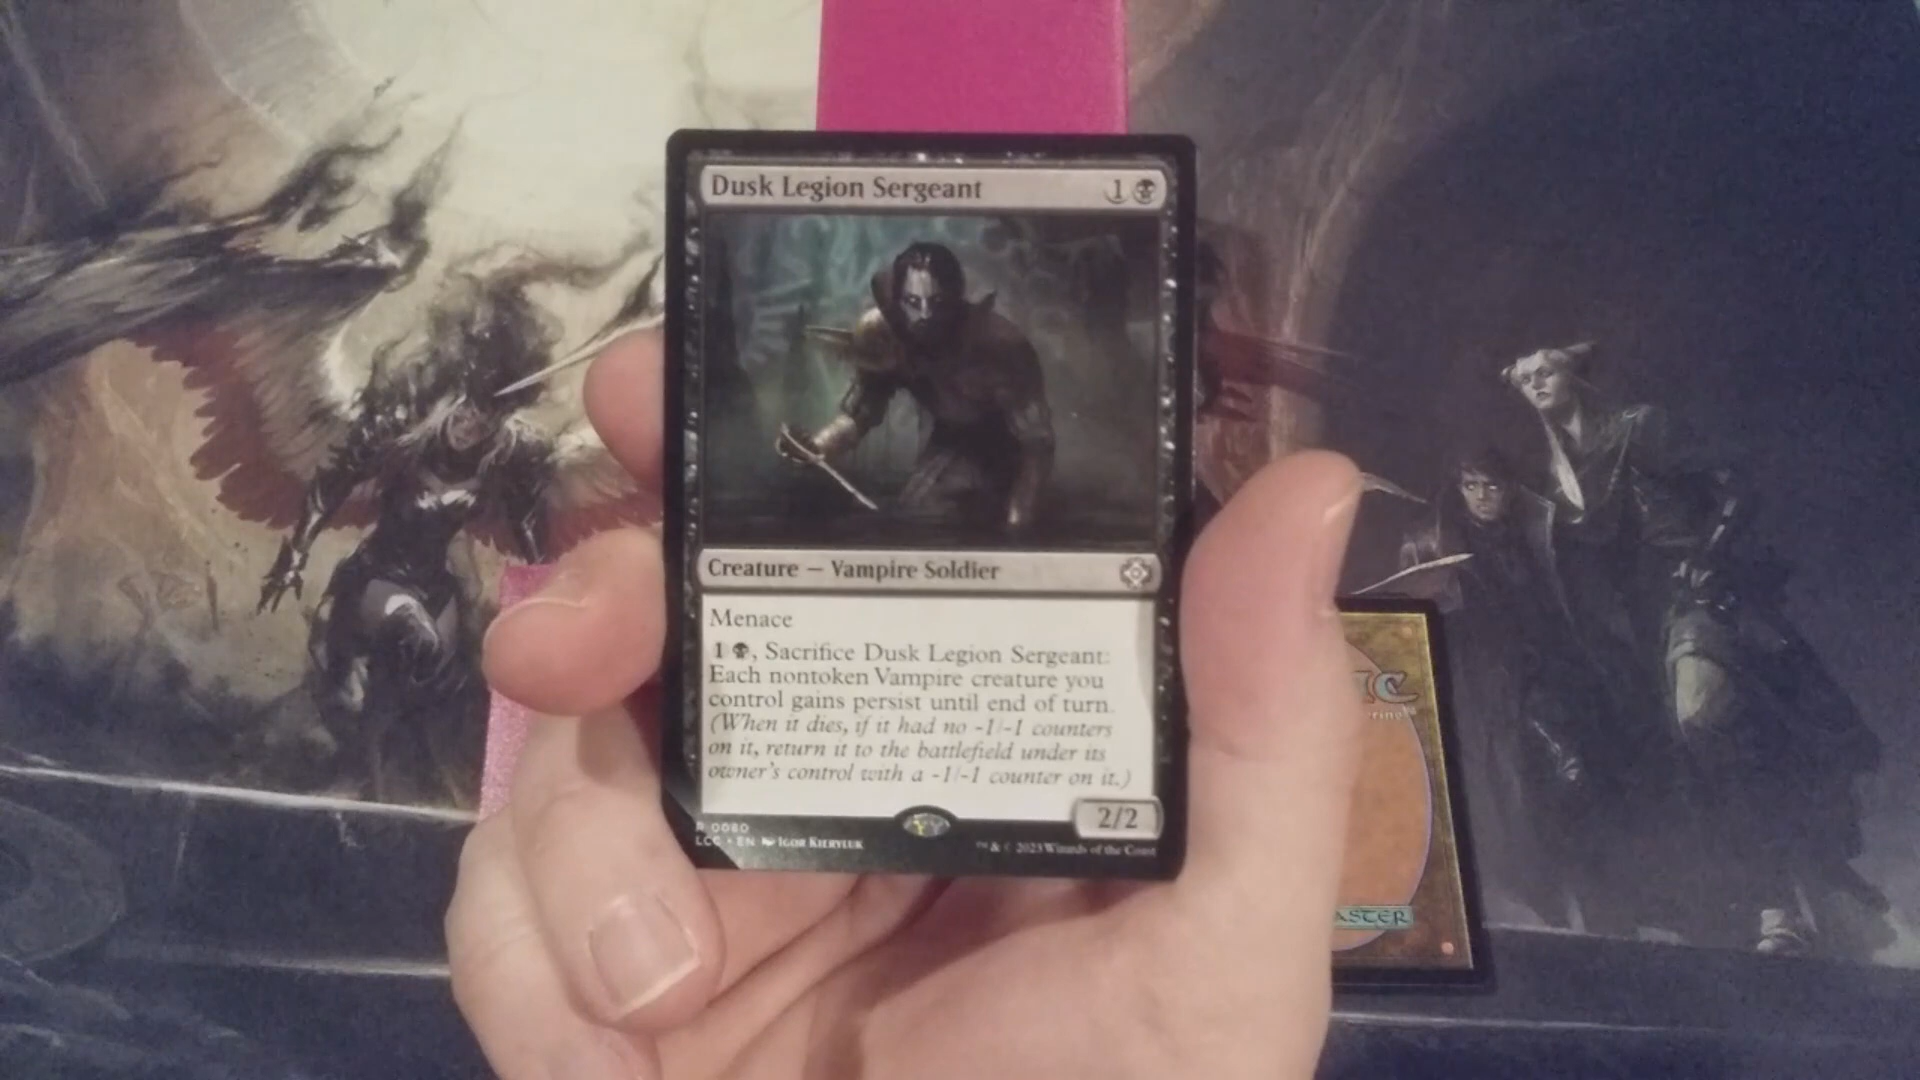 Dusk Legion Sergeant 1
Creature — Vampire Soldier
Menace
1 , Sacrifice Dusk Legion Sergeant:
Each nontoken Vampire creature you
control gains persist until end of turn.
(When it dies, if it had no -1/-1 counters
on it, return it to the battlefield under its
owner's control with a -1/-1 counter on it.)
2/2
R 0080
LCC • EN IGOR KIERYLUK
™ & © 2023 Wizards of the Coast
IC
ASTER